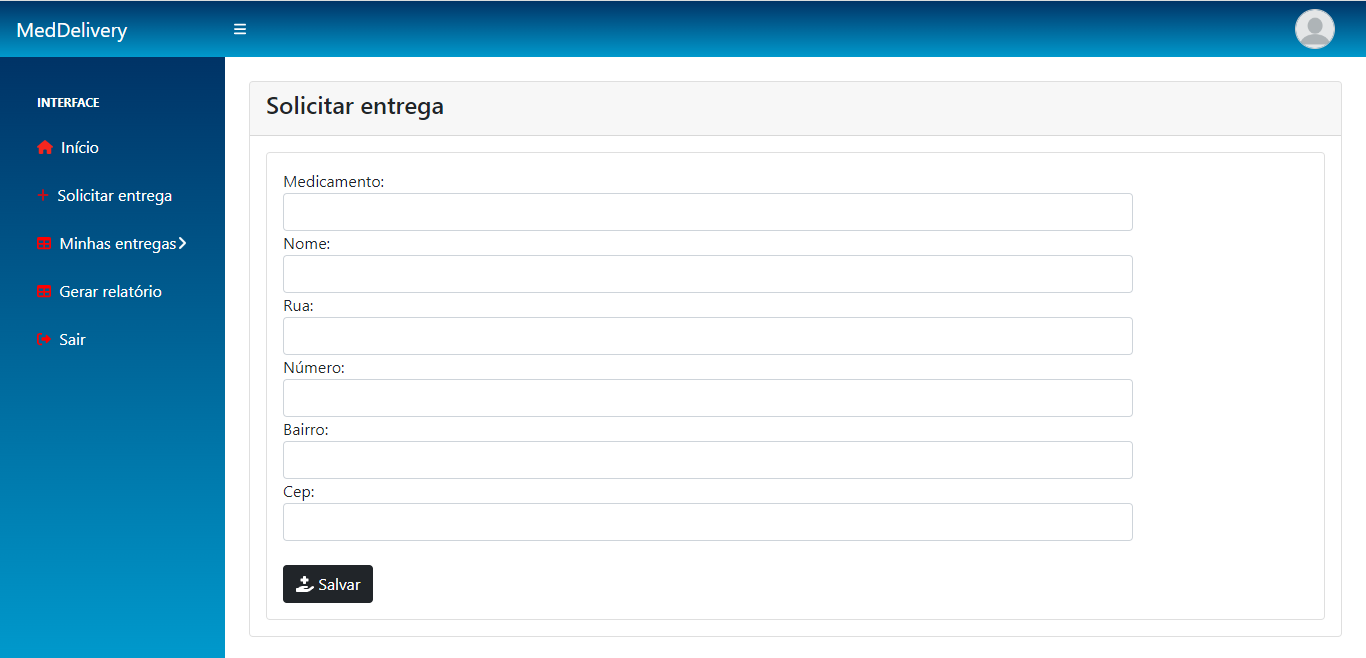 MedDelivery
INTERFACE
Início
Solicitar entrega
Minhas entregas
Gerar relatório
Sair
Solicitar entrega
Medicamento:
Nome:
Rua:
Número:
Bairro:
Cep:
Salvar